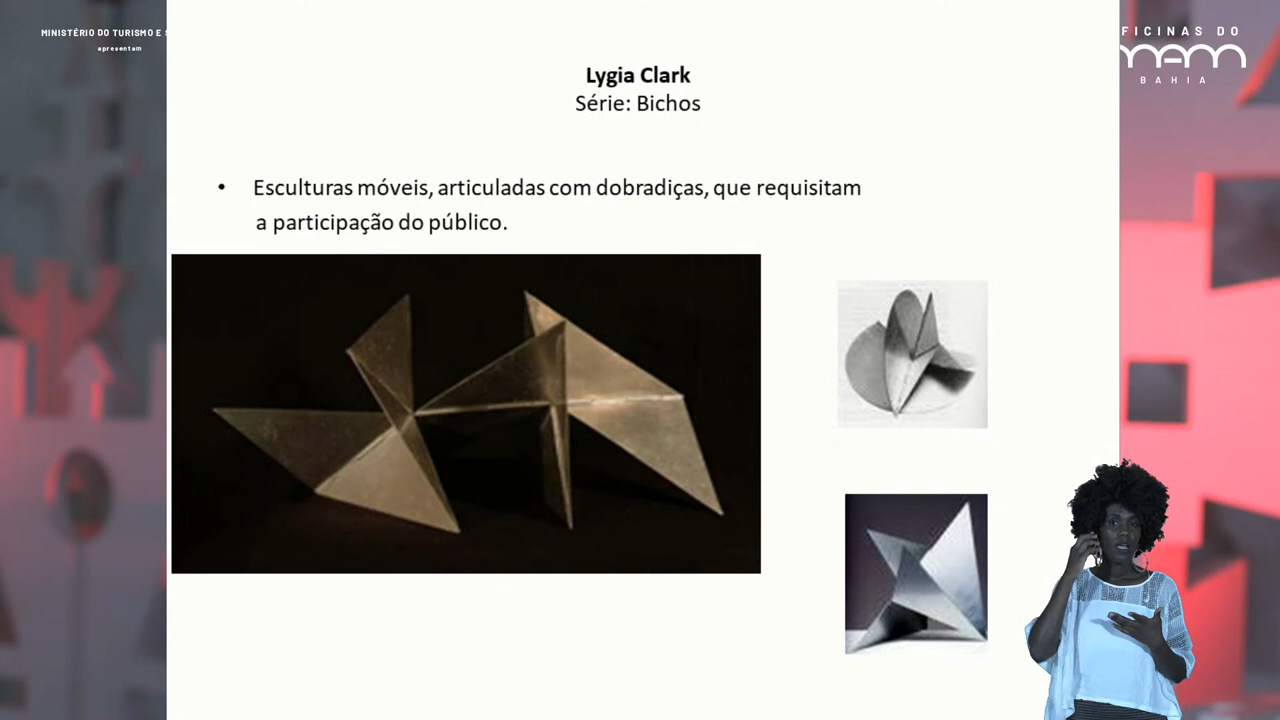 MINISTÉRIO DO TURISMO E
apresentam
FICINAS DO
MAM
BAHIA
Lygia Clark
Série: Bichos
• Esculturas móveis, articuladas com dobradiças, que requisitam
a participação do público.